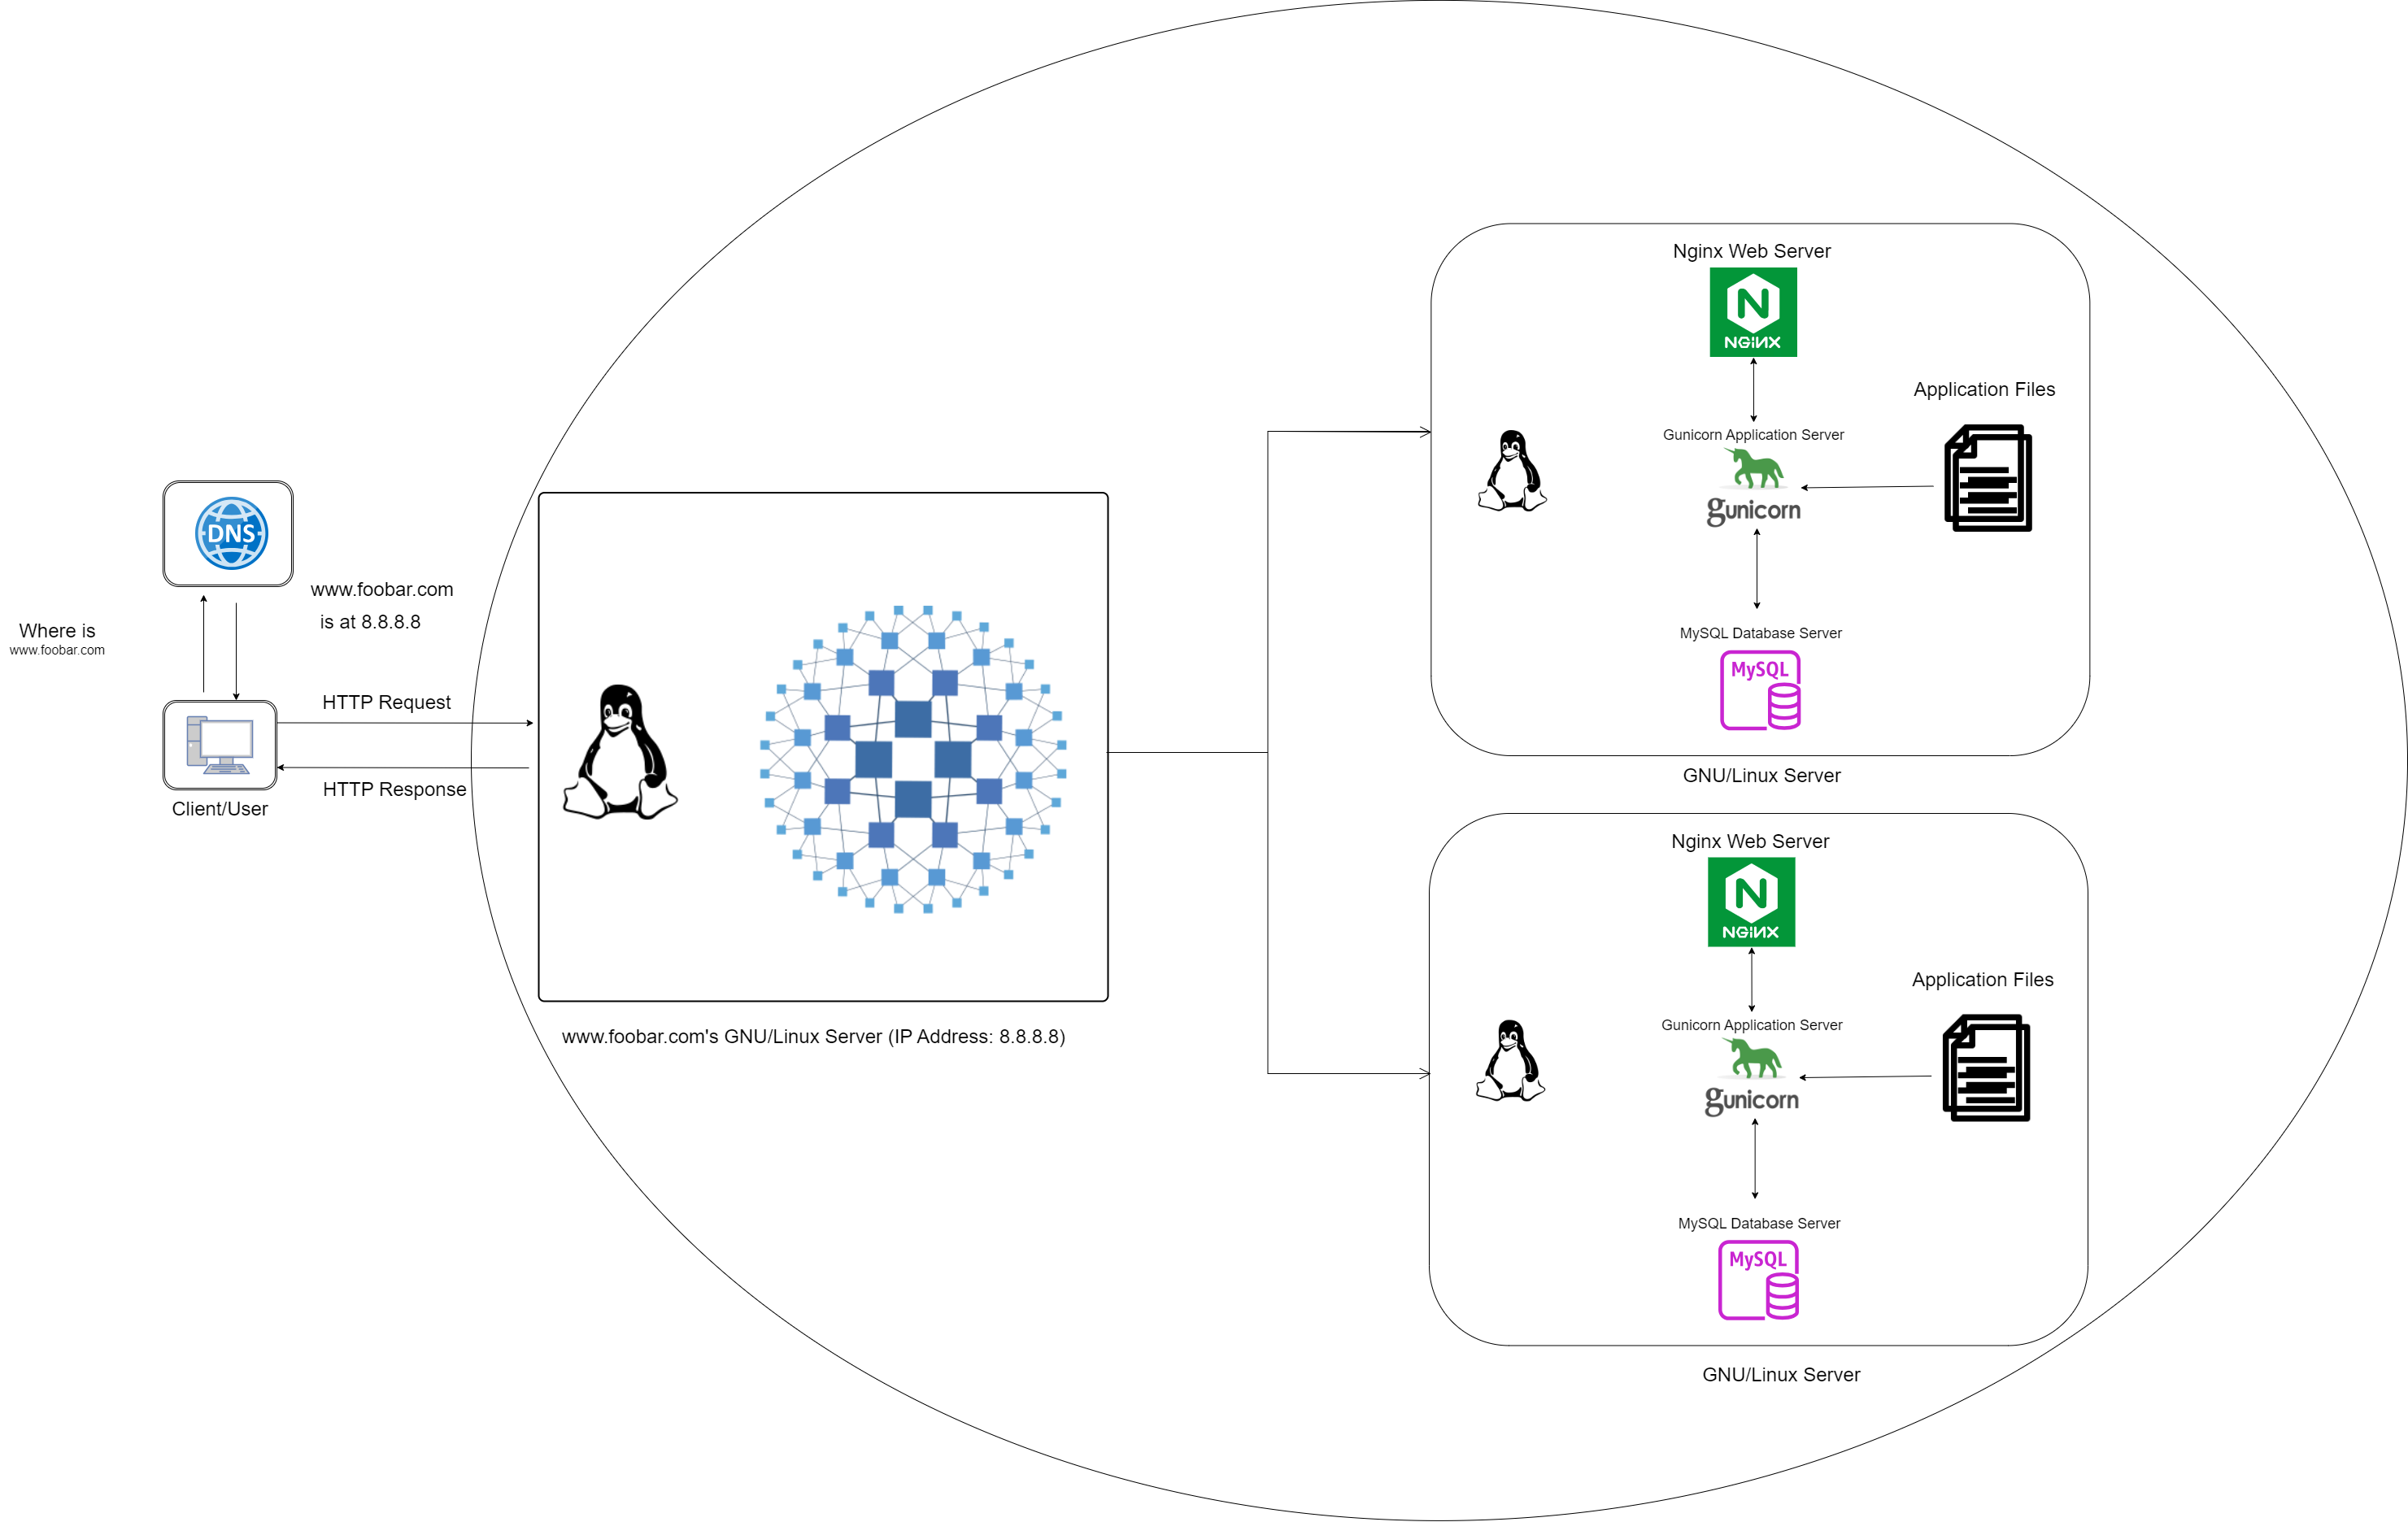 DNS
www.foobar.com
is at 8.8.8.8
Where is
www.foobar.com
HTTP Request
HTTP Response
Client/User
www.foobar.com's GNU/Linux Server (IP Address: 8.8.8.8)
Nginx Web Server
NGINX
Application Files
Gunicorn Application Server
gunicorn
MySQL Database Server
MySQL
GNU/Linux Server
Nginx Web Server
NGINX
Application Files
Gunicorn Application Server
gunicorn
MySQL Database Server
MySQL
GNU/Linux Server